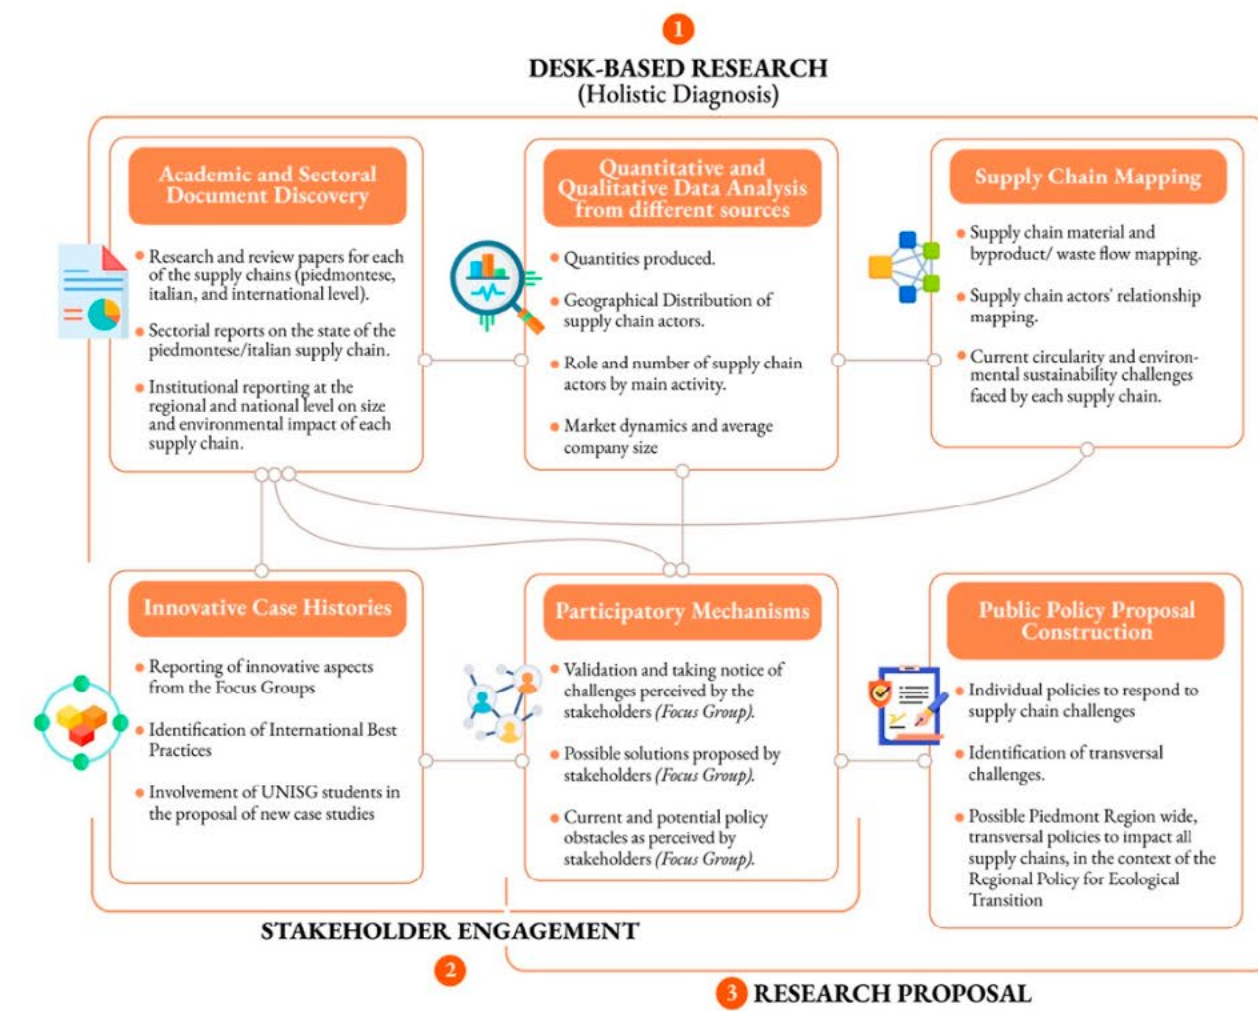 1
DESK-BASED RESEARCH
(Holistic Diagnosis)
Academic and Sectoral
Document Discovery
• Research and review papers for each
of the supply chains (piedmontese,
italian, and international level).
• Sectorial reports on the state of the
piedmontese/italian supply chain.
• Institutional reporting at the
regional and national level on size
and environmental impact of each
supply chain.
Quantitative and
Qualitative Data Analysis
from different sources
• Quantities produced.
• Geographical Distribution of
supply chain actors.
• Role and number of supply chain
actors by main activity.
• Market dynamics and average
company size
Supply Chain Mapping
• Supply chain material and
byproduct/ waste flow mapping.
• Supply chain actors' relationship
mapping.
• Current circularity and environ-
mental sustainability challenges
faced by each supply chain.
Innovative Case Histories
• Reporting of innovative aspects
from the Focus Groups
• Identification of International Best
Practices
• Involvement of UNISG students in
the proposal of new case studies
Participatory Mechanisms
• Validation and taking notice of
challenges perceived by the
stakeholders (Focus Group).
• Possible solutions proposed by
stakeholders (Focus Group).
• Current and potential policy
obstacles as perceived by
stakeholders (Focus Group).
Public Policy Proposal
Construction
• Individual policies to respond to
supply chain challenges
• Identification of transversal
challenges.
• Possible Piedmont Region wide,
transversal policies to impact all
supply chains, in the context of the
Regional Policy for Ecological
Transition
STAKEHOLDER ENGAGEMENT
2
3 RESEARCH PROPOSAL